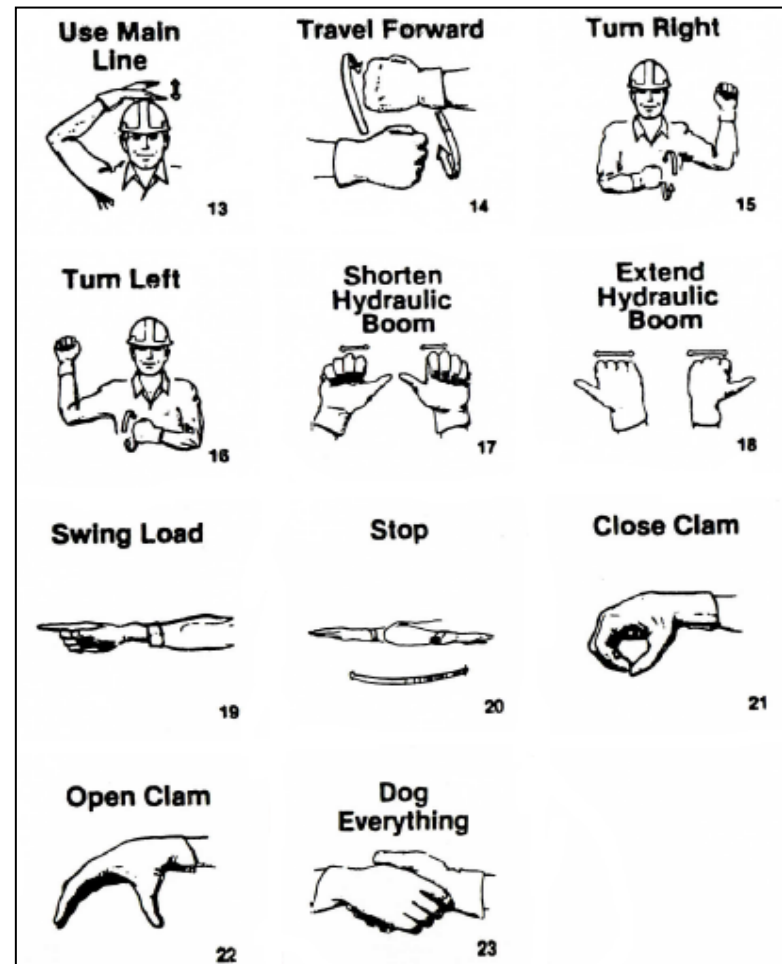 Use Main
Line
13
Travel Forward
14
Turn Right
15
Turn Left
16
Shorten
Hydraulic
Boom
17
Extend
Hydraulic
Boom
18
Swing Load
19
Stop
20
Close Clam
21
Open Clam
22
Dog
Everything
23